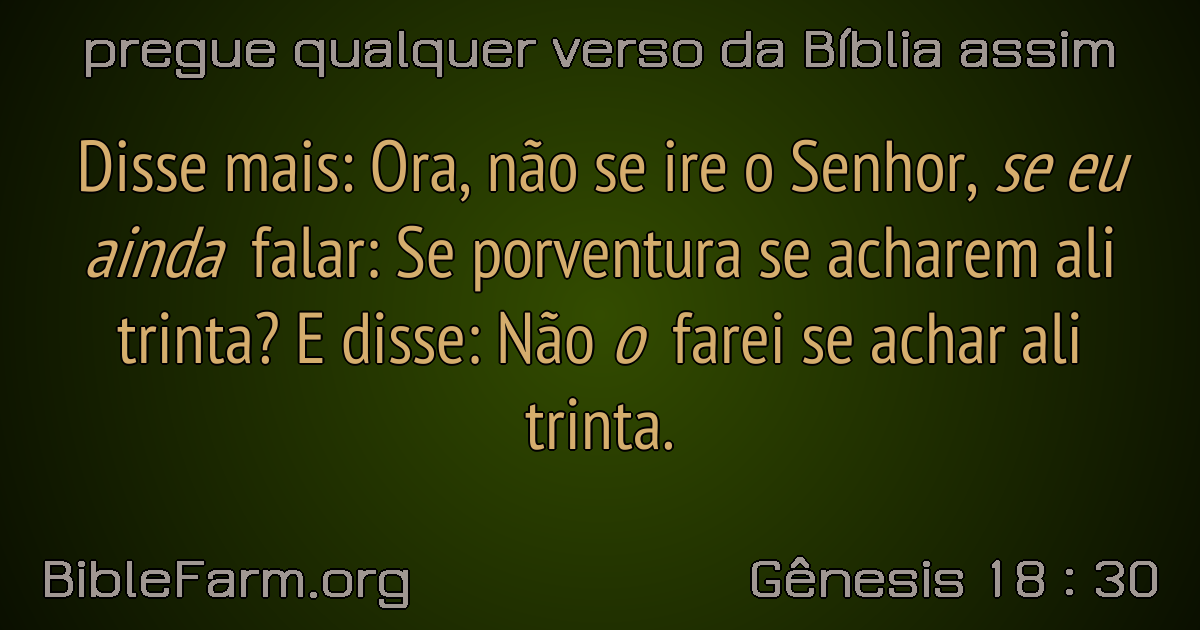 pregue qualquer verso da Bíblia assim
Disse mais: Ora, não se ire o Senhor, se eu
ainda falar: Se porventura se acharem ali
trinta? E disse: Não o farei se achar ali
trinta.
BibleFarm.org
Gênesis 18 : 30